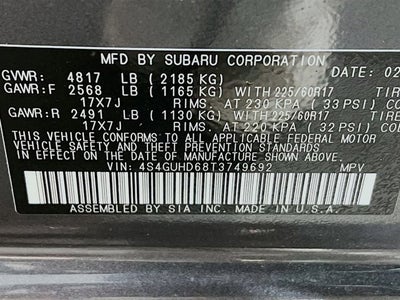 MFD BY SUBARU CORPORATION
GVWR: 4817 LB (2185 KG) DATE: 02
GAWR:F 2568 LB (1165 KG) WITH 225/60R17 TIRE
17X7J RIMS. AT 230 KPA (33 PSI) COLD
GAWR:R 2491 LB (1130 KG) WITH 225/60R17 TIRE
17X7J RIMS. AT 220 KPA (32 PSI) COLD
THIS VEHICLE CONFORMS TO ALL APPLICABLE FEDERAL MOTOR
VEHICLE SAFETY AND THEFT PREVENTION STANDARDS IN
EFFECT ON THE DATE OF MANUFACTURE SHOWN ABOVE.
VIN: 4S4GUHD68T3749692 MPV
ASSEMBLED BY SIA INC. MADE IN U.S.A.